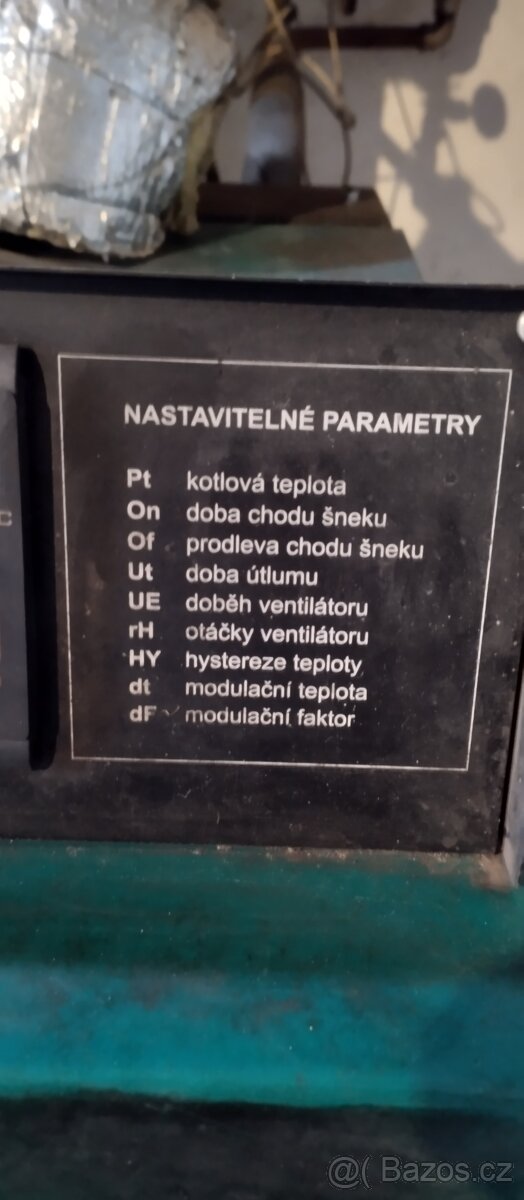 NASTAVITELNÉ PARAMETRY
Pt kotlová teplota
On doba chodu šneku
Of prodleva chodu šneku
Ut doba útlumu
UE doběh ventilátoru
rH otáčky ventilátoru
HY hystereze teploty
dt modulační teplota
dF modulační faktor
C
@( Bazos.cz